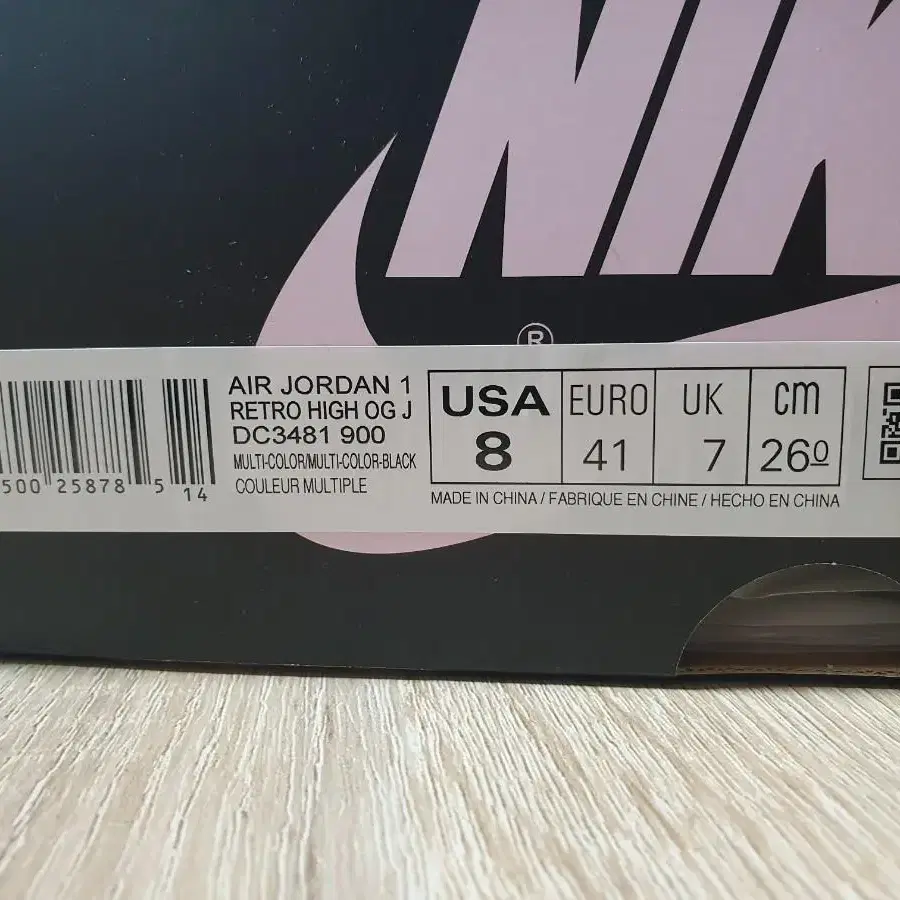 NIK
®
AIR JORDAN 1
RETRO HIGH OG J
DC3481 900
MULTI-COLOR/MULTI-COLOR-BLACK
COULEUR MULTIPLE
500 25878 5 14
USA EURO UK cm
8 41 7 26⁰
MADE IN CHINA / FABRIQUE EN CHINE / HECHO EN CHINA